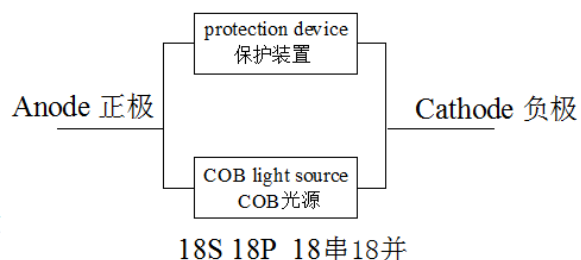 protection device
保护装置
Anode 正极
Cathode 负极
COB light source
COB光源
18S 18P 18串18并